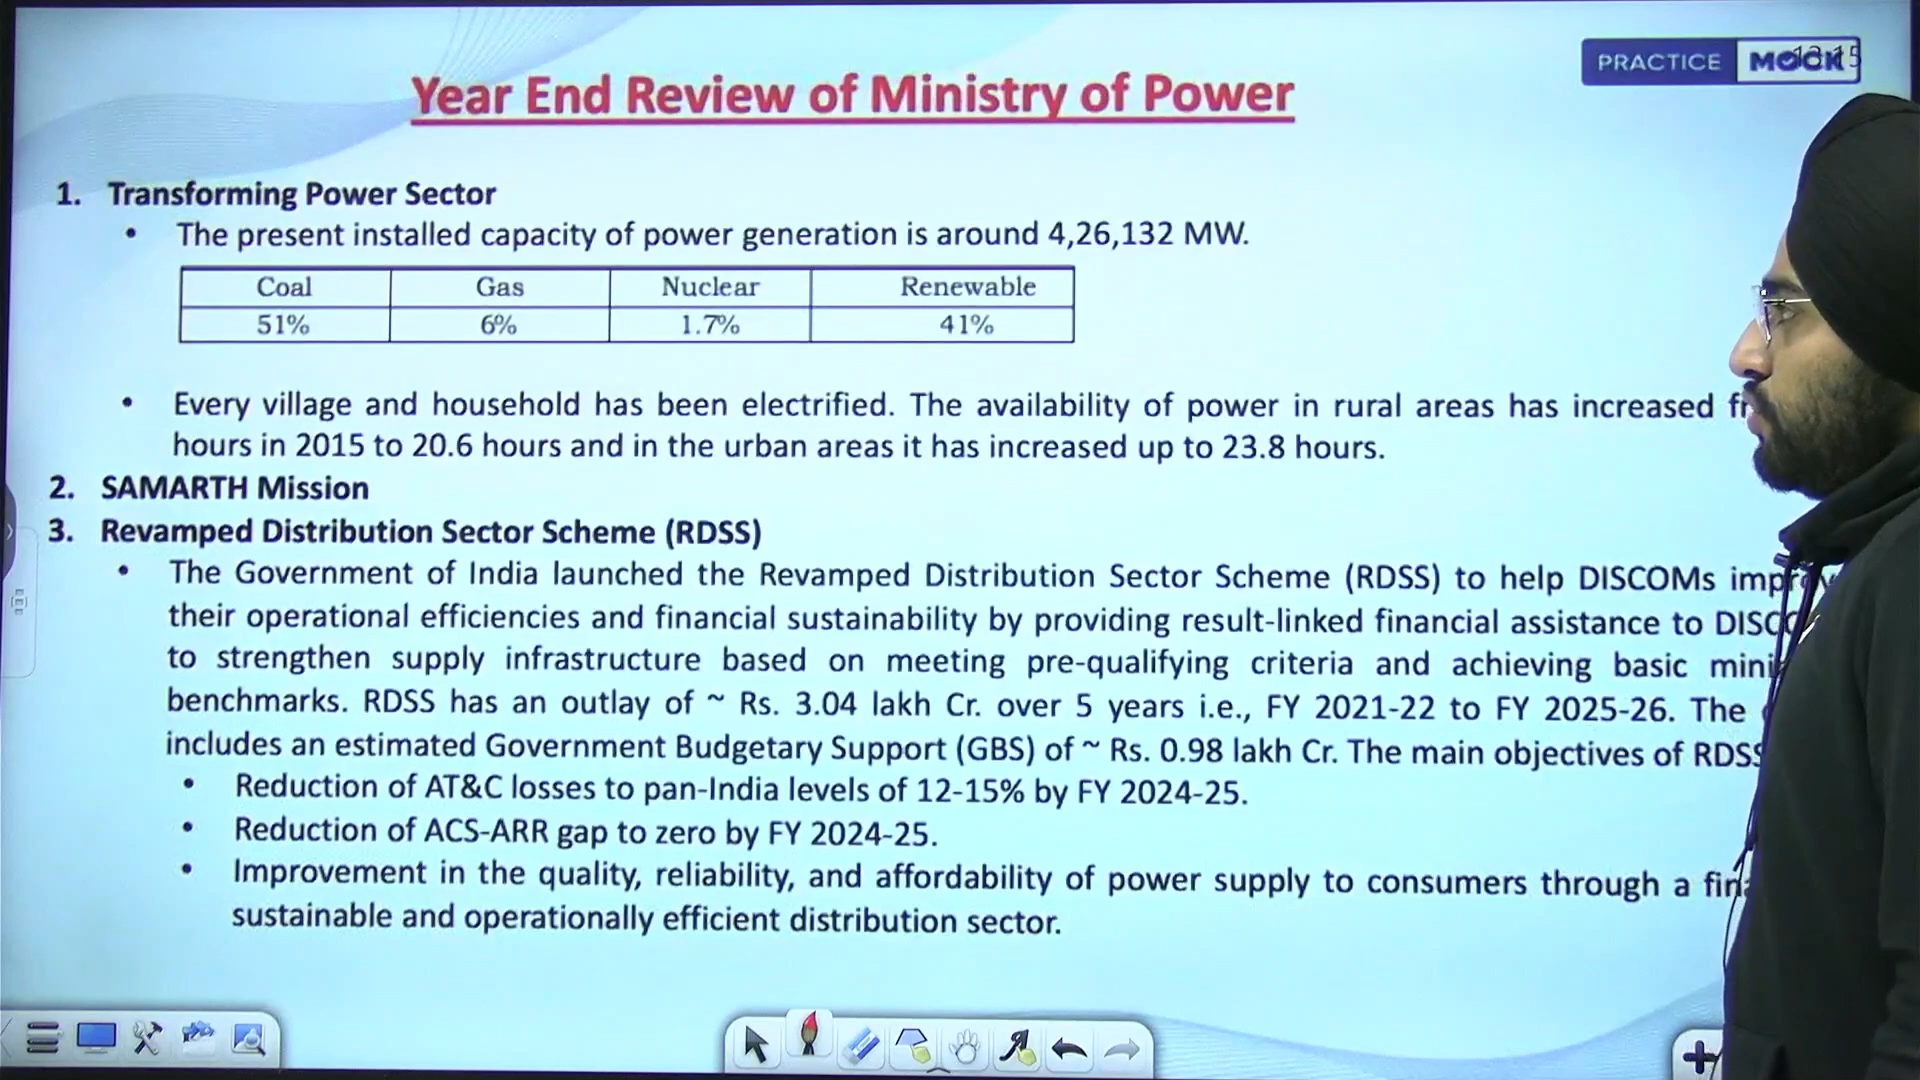 PRACTICE MOCK
Year End Review of Ministry of Power
1. Transforming Power Sector
• The present installed capacity of power generation is around 4,26,132 MW.
Coal Gas Nuclear Renewable
51% 6% 1.7% 41%
• Every village and household has been electrified. The availability of power in rural areas has increased
hours in 2015 to 20.6 hours and in the urban areas it has increased up to 23.8 hours.
2. SAMARTH Mission
3. Revamped Distribution Sector Scheme (RDSS)
• The Government of India launched the Revamped Distribution Sector Scheme (RDSS) to help DISCOMs
their operational efficiencies and financial sustainability by providing result-linked financial assistance to
to strengthen supply infrastructure based on meeting pre-qualifying criteria and achieving basic
benchmarks. RDSS has an outlay of ~ Rs. 3.04 lakh Cr. over 5 years i.e., FY 2021-22 to FY 2025-26. The
includes an estimated Government Budgetary Support (GBS) of ~ Rs. 0.98 lakh Cr. The main objectives of RDSS
• Reduction of AT&C losses to pan-India levels of 12-15% by FY 2024-25.
• Reduction of ACS-ARR gap to zero by FY 2024-25.
• Improvement in the quality, reliability, and affordability of power supply to consumers through a
sustainable and operationally efficient distribution sector.